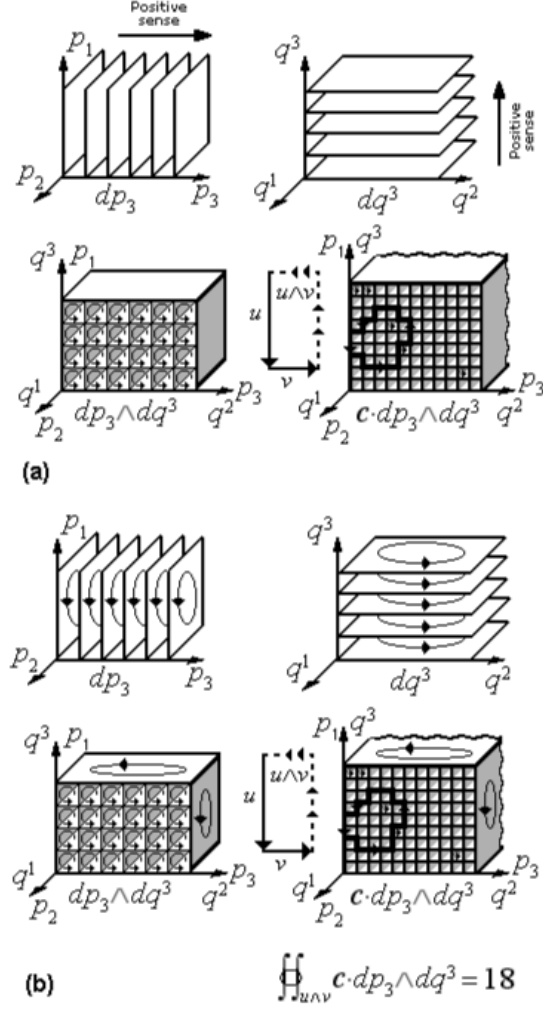 Positive
sense
p₁
q³
Positive
sense
p₂
dp₃
p₃
q¹
dq³
q²
q³
p₁
p₁
q³
u∧v
u
v
q¹
p₃
q¹
p₃
p₂
dp₃∧dq³
q²
p₂
c·dp₃∧dq³
q²
(a)
p₁
q³
p₂
dp₃
p₃
q¹
dq³
q²
q³
p₁
p₁
q³
u∧v
u
v
q¹
p₃
q¹
p₃
p₂
dp₃∧dq³
q²
p₂
c·dp₃∧dq³
q²
(b)
∯u∧v c·dp₃∧dq³ = 18